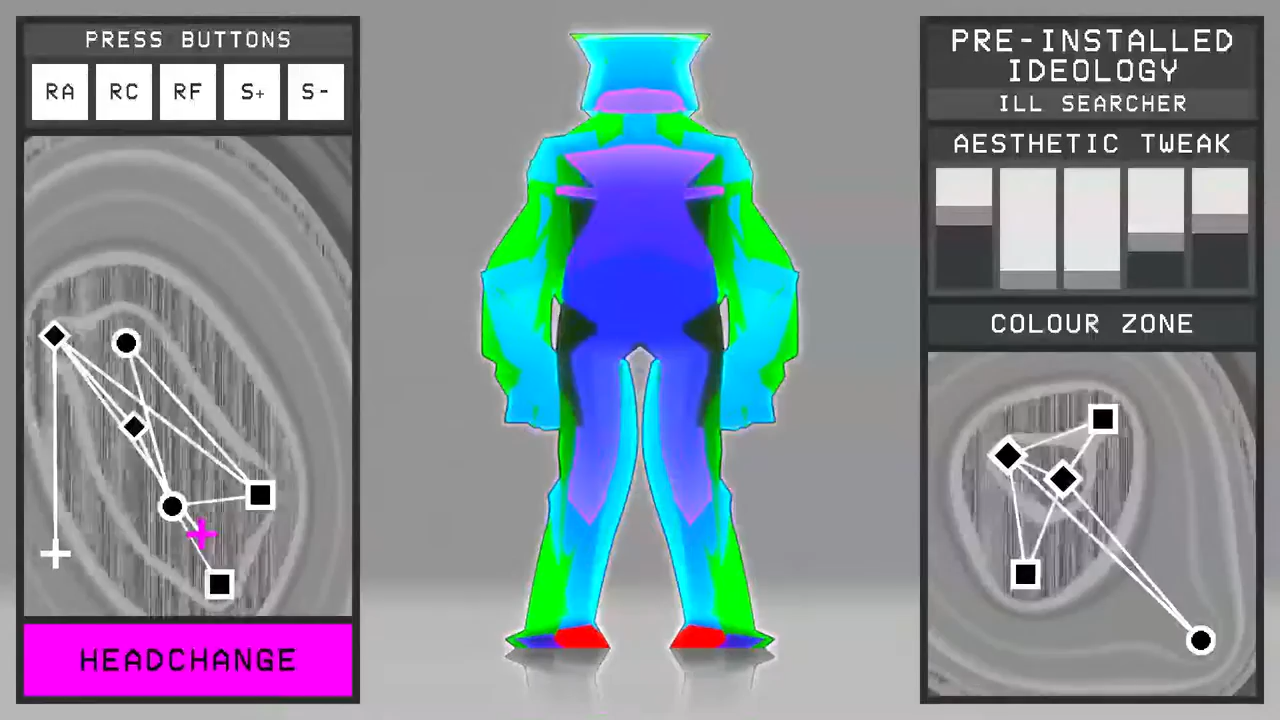 PRESS BUTTONS
RA RC RF S+ S-
HEADCHANGE
PRE-INSTALLED
IDEOLOGY
ILL SEARCHER
AESTHETIC TWEAK
COLOUR ZONE